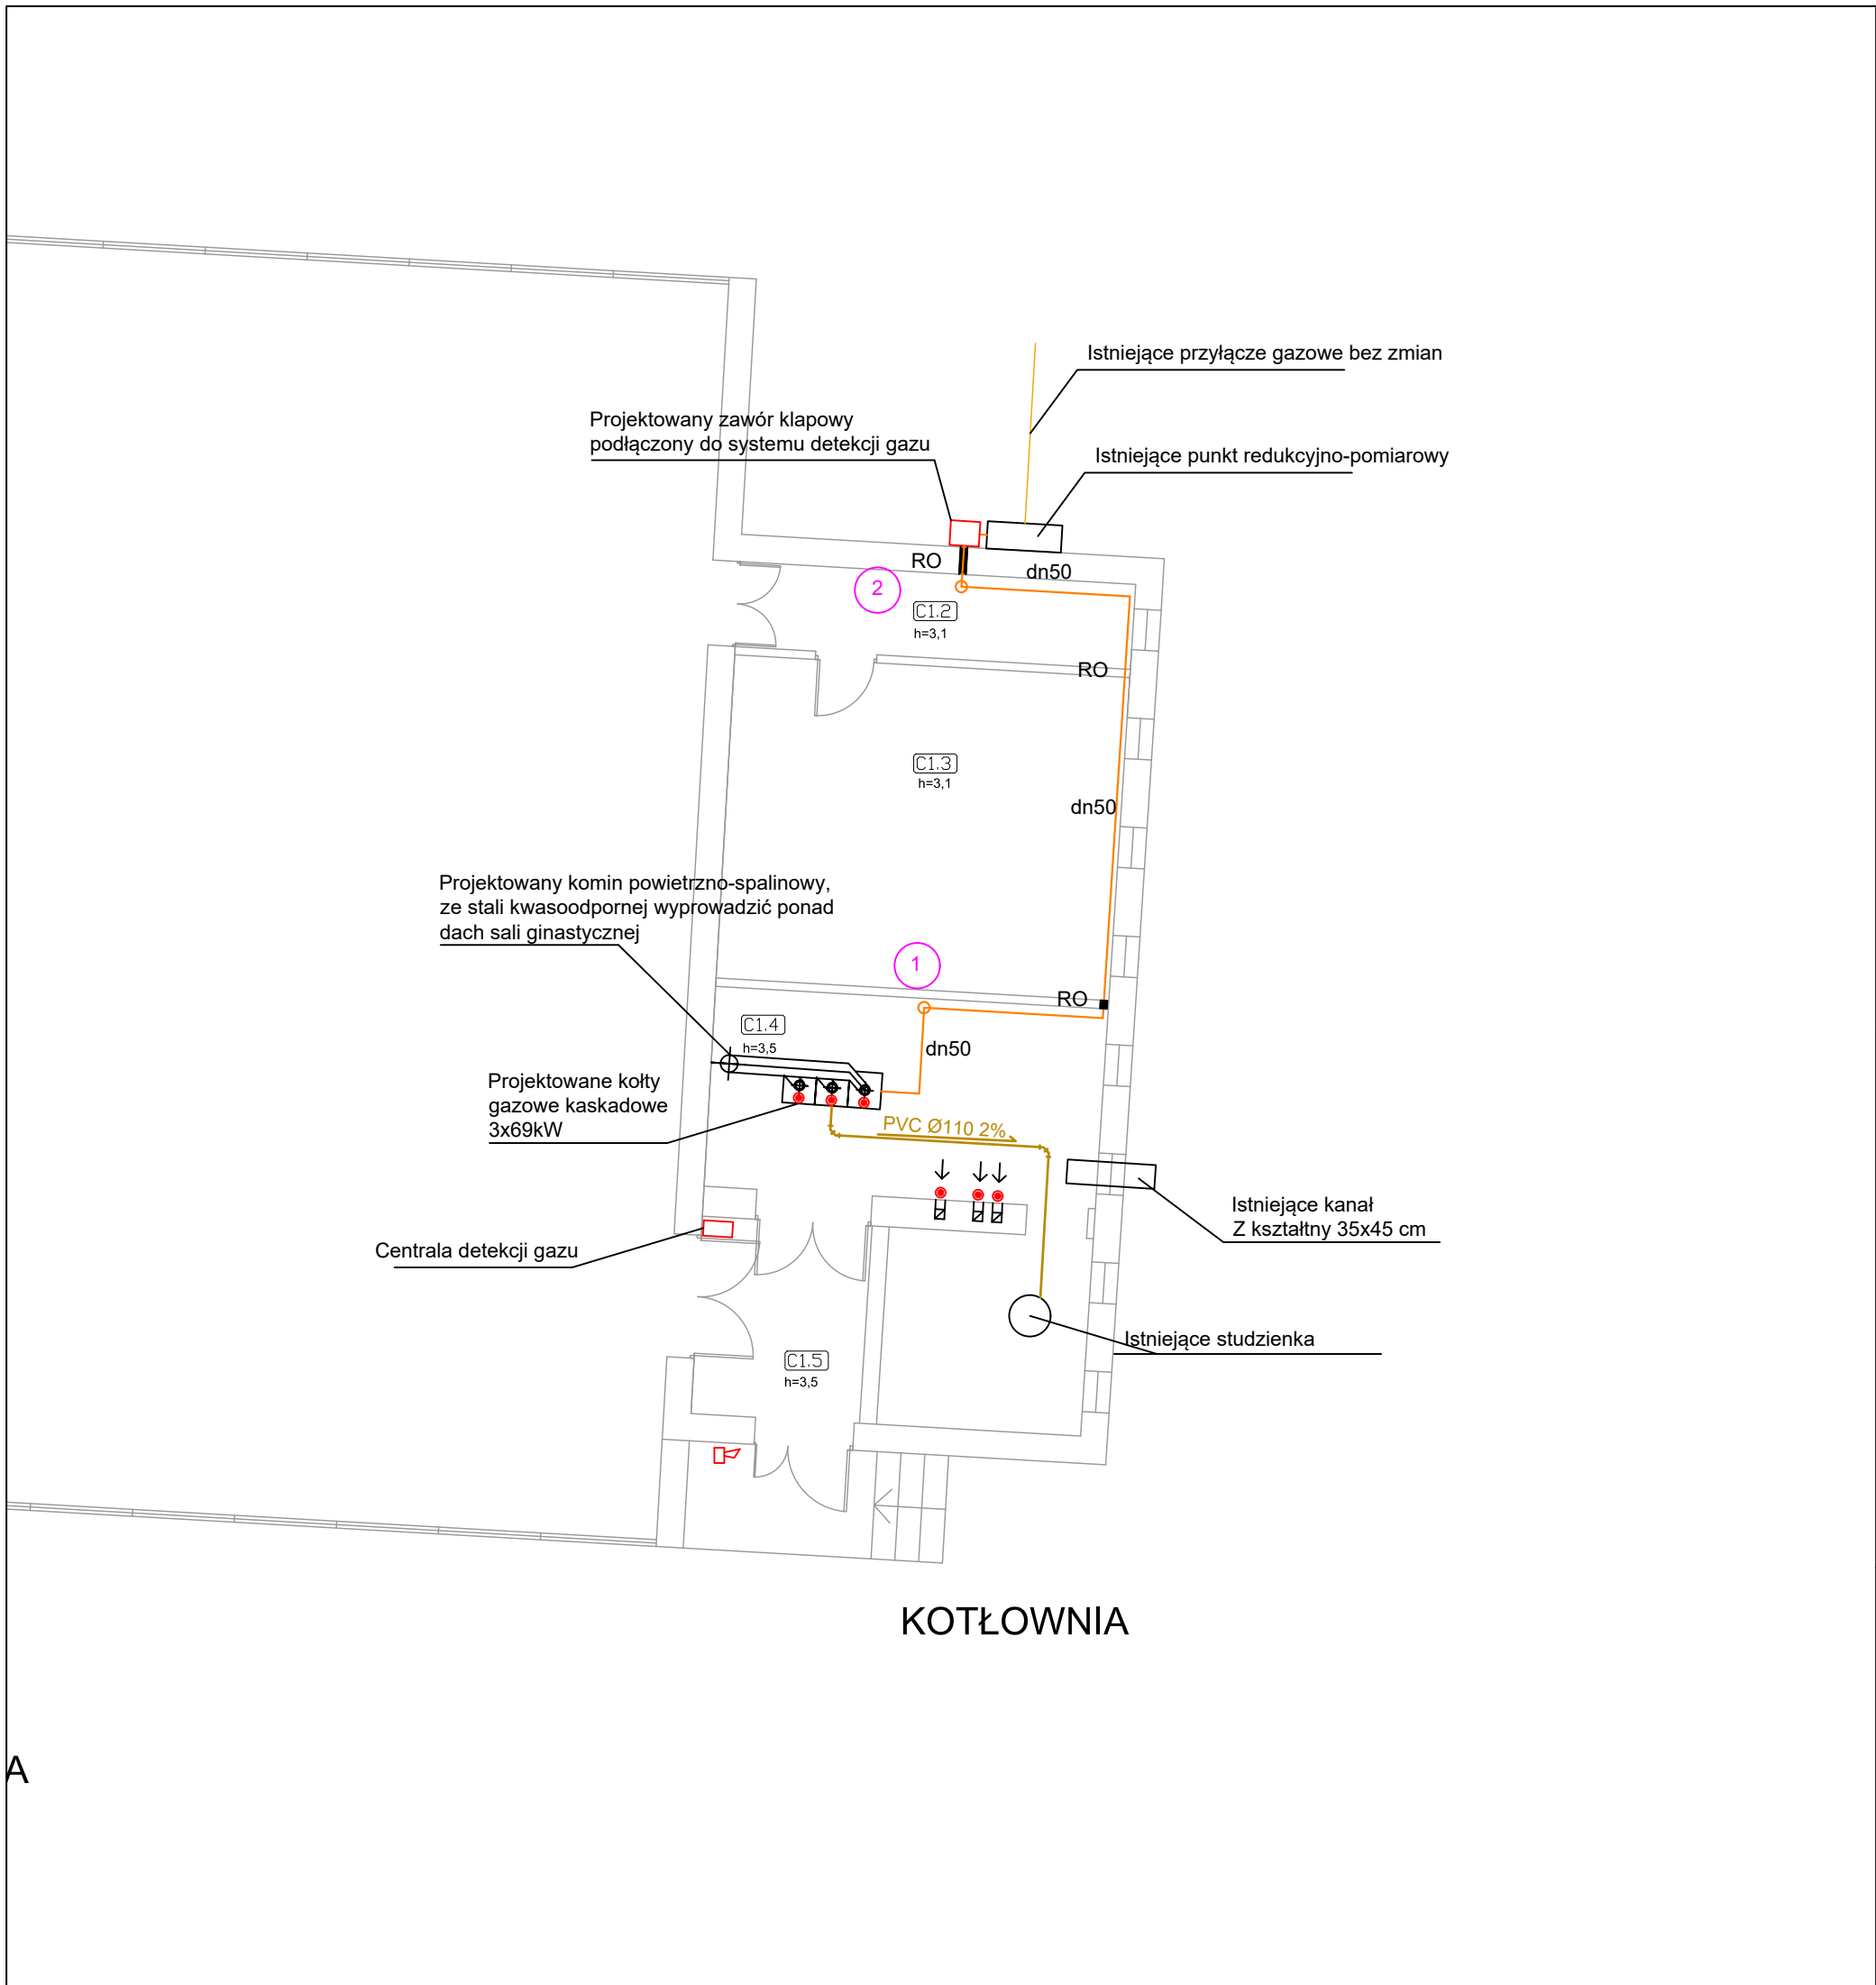 Istniejące przyłącze gazowe bez zmian
Projektowany zawór klapowy
podłączony do systemu detekcji gazu
Istniejące punkt redukcyjno-pomiarowy
RO
dn50
2
C1.2
h=3,1
RO
C1.3
h=3,1
dn50
Projektowany komin powietrzno-spalinowy,
ze stali kwasoodpornej wyprowadzić ponad
dach sali ginastycznej
1
RO
C1.4
h=3,5
dn50
Projektowane kołty
gazowe kaskadowe
3x69kW
PVC Ø110 2%
Istniejące kanał
Z kształtny 35x45 cm
Centrala detekcji gazu
Istniejące studzienka
C1.5
h=3,5
KOTŁOWNIA
A